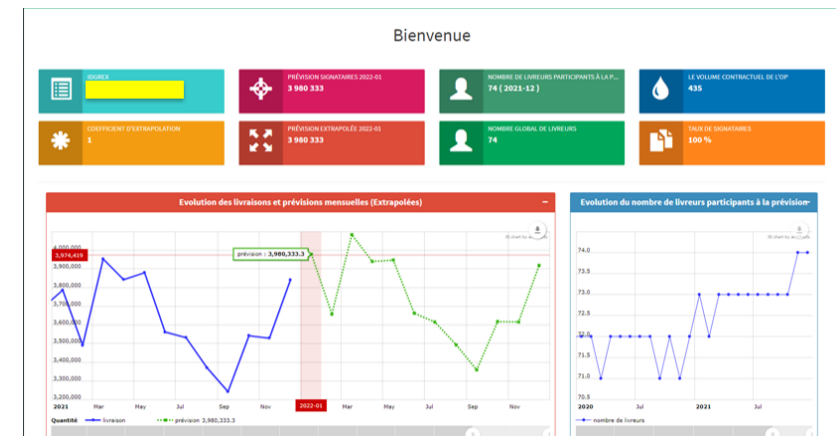 Bienvenue
IDGREX
PRÉVISION SIGNATAIRES 2022-01
3 980 333
NOMBRE DE LIVREURS PARTICIPANTS À LA P...
74 ( 2021-12 )
LE VOLUME CONTRACTUEL DE L'OP
435
COEFFICIENT D'EXTRAPOLATION
1
PRÉVISION EXTRAPOLÉE 2022-01
3 980 333
NOMBRE GLOBAL DE LIVREURS
74
TAUX DE SIGNATAIRES
100 %
Evolution des livraisons et prévisions mensuelles (Extrapolées)
4,000,000
3,974,419
3,900,000
3,800,000
3,700,000
3,600,000
3,500,000
3,400,000
3,300,000
3,200,000
prévision : 3,980,333.3
2021 Mar May Jul Sep Nov 2022-01 Mar May Jul Sep Nov
Quantité livraison prévision 3,980,333.3
Evolution du nombre de livreurs participants à la prévision
74.0
73.5
73.0
72.5
72.0
71.5
71.0
70.5
2020 Jul 2021 Jul
nombre de livreurs